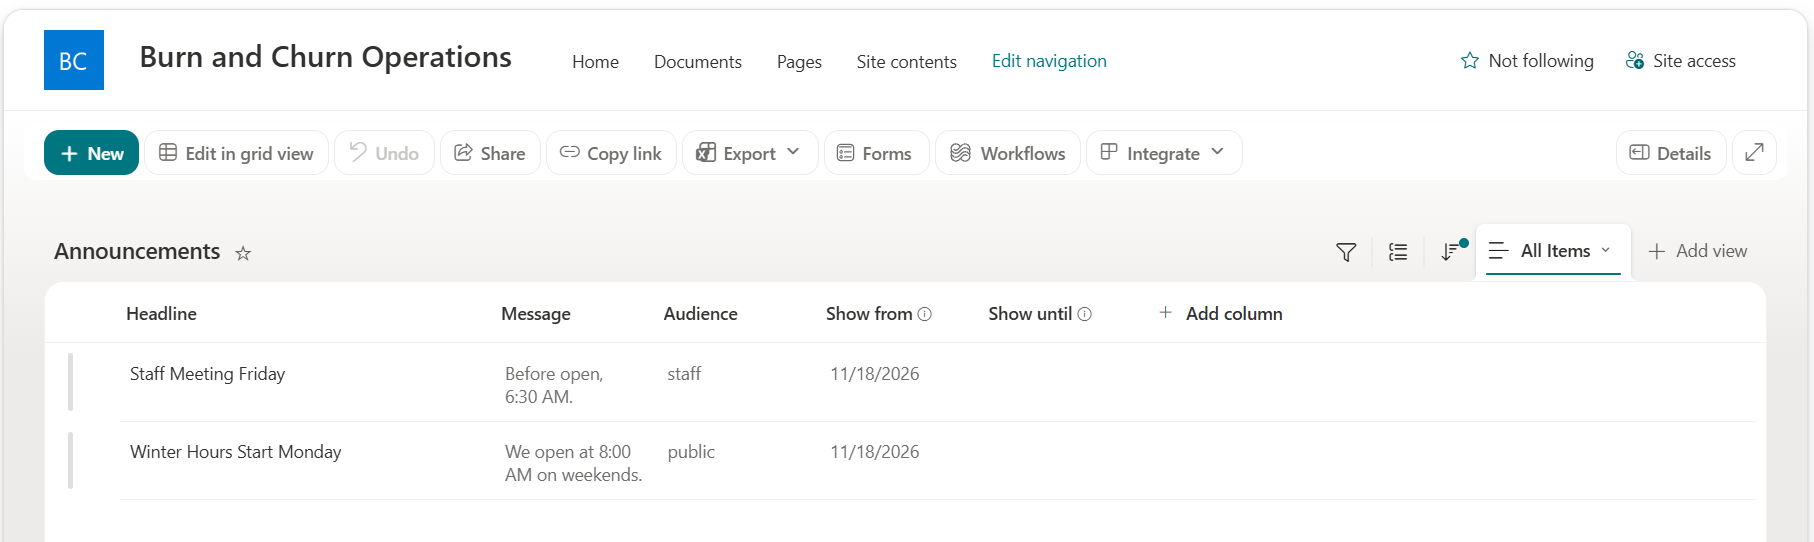 BC
Burn and Churn Operations
Home Documents Pages Site contents Edit navigation
Not following Site access
+ New Edit in grid view Undo Share Copy link Export Forms Workflows Integrate Details
Announcements
All Items + Add view
Headline Message Audience Show from Show until + Add column
Staff Meeting Friday Before open, staff 11/18/2026
6:30 AM.
Winter Hours Start Monday We open at 8:00 public 11/18/2026
AM on weekends.